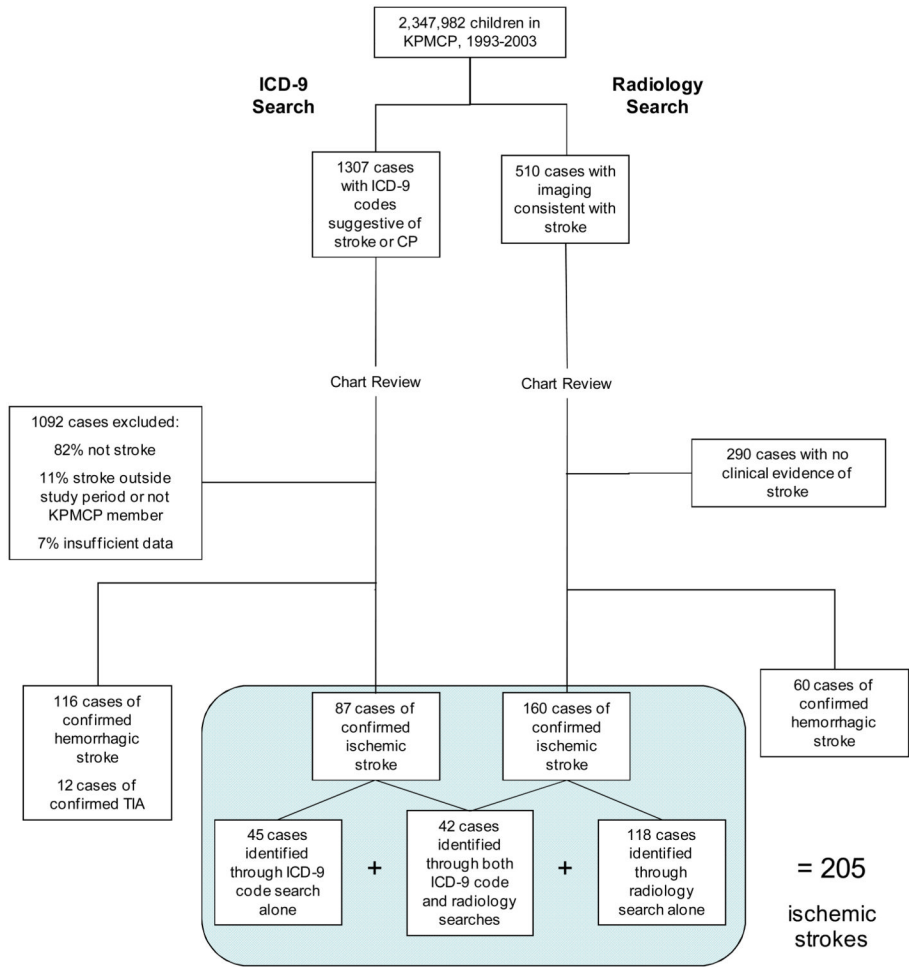 2,347,982 children in
KPMCP, 1993-2003
ICD-9
Search
Radiology
Search
1307 cases
with ICD-9
codes
suggestive of
stroke or CP
510 cases with
imaging
consistent with
stroke
Chart Review
Chart Review
1092 cases excluded:
82% not stroke
11% stroke outside
study period or not
KPMCP member
7% insufficient data
290 cases with no
clinical evidence of
stroke
116 cases of
confirmed
hemorrhagic
stroke
12 cases of
confirmed TIA
87 cases of
confirmed
ischemic
stroke
160 cases of
confirmed
ischemic
stroke
60 cases of
confirmed
hemorrhagic
stroke
45 cases
identified
through ICD-9
code search
alone
+
42 cases
identified
through both
ICD-9 code
and radiology
searches
+
118 cases
identified
through
radiology
search alone
= 205
ischemic
strokes